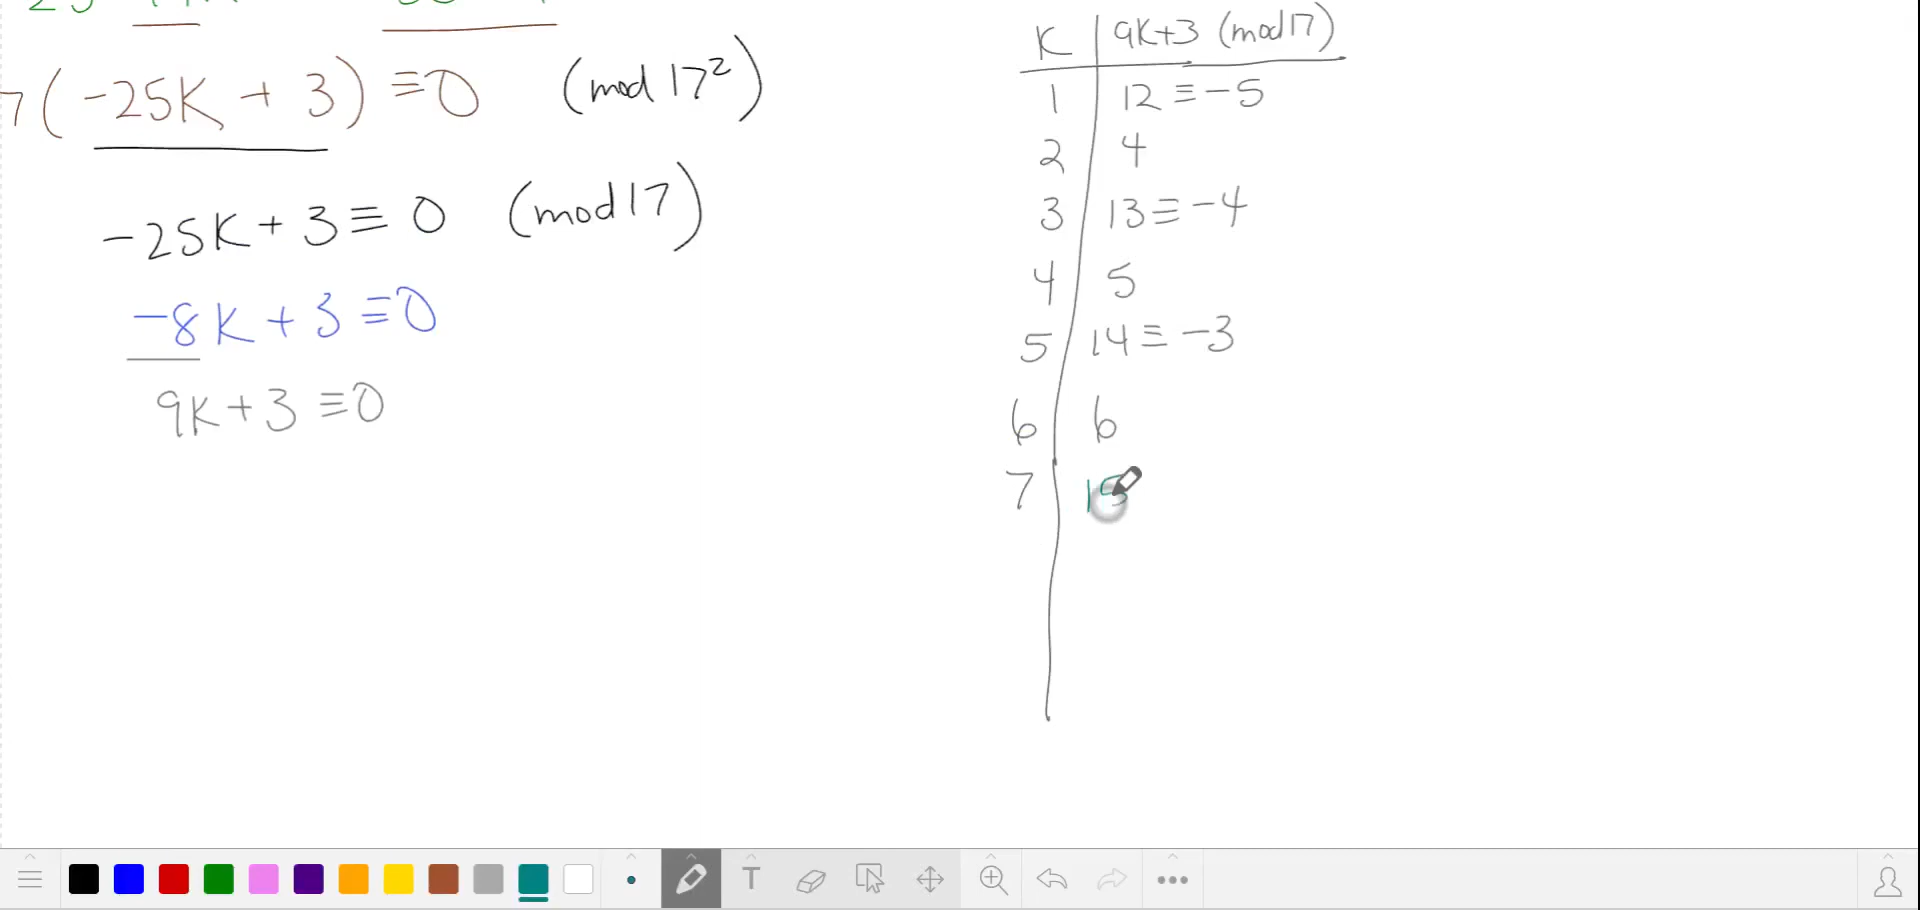 7(-25K + 3) ≡ 0 (mod 17²)
-25K + 3 ≡ 0 (mod 17)
-8K + 3 ≡ 0
9K + 3 ≡ 0
K 9K+3 (mod 17)
1 12 ≡ -5
2 4
3 13 ≡ -4
4 5
5 14 ≡ -3
6 6
7 15
T